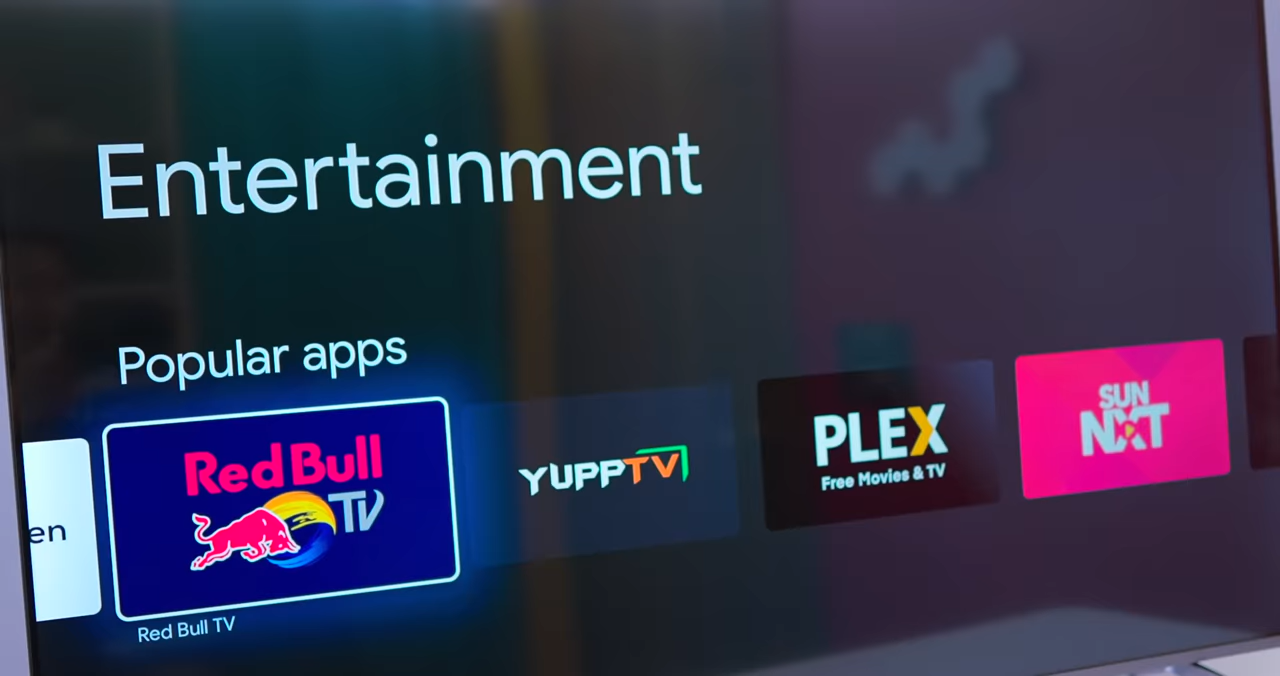 Entertainment
Popular apps
en
Red Bull
TV
YUPPTV
PLEX
Free Movies & TV
SUN
NXT
Red Bull TV